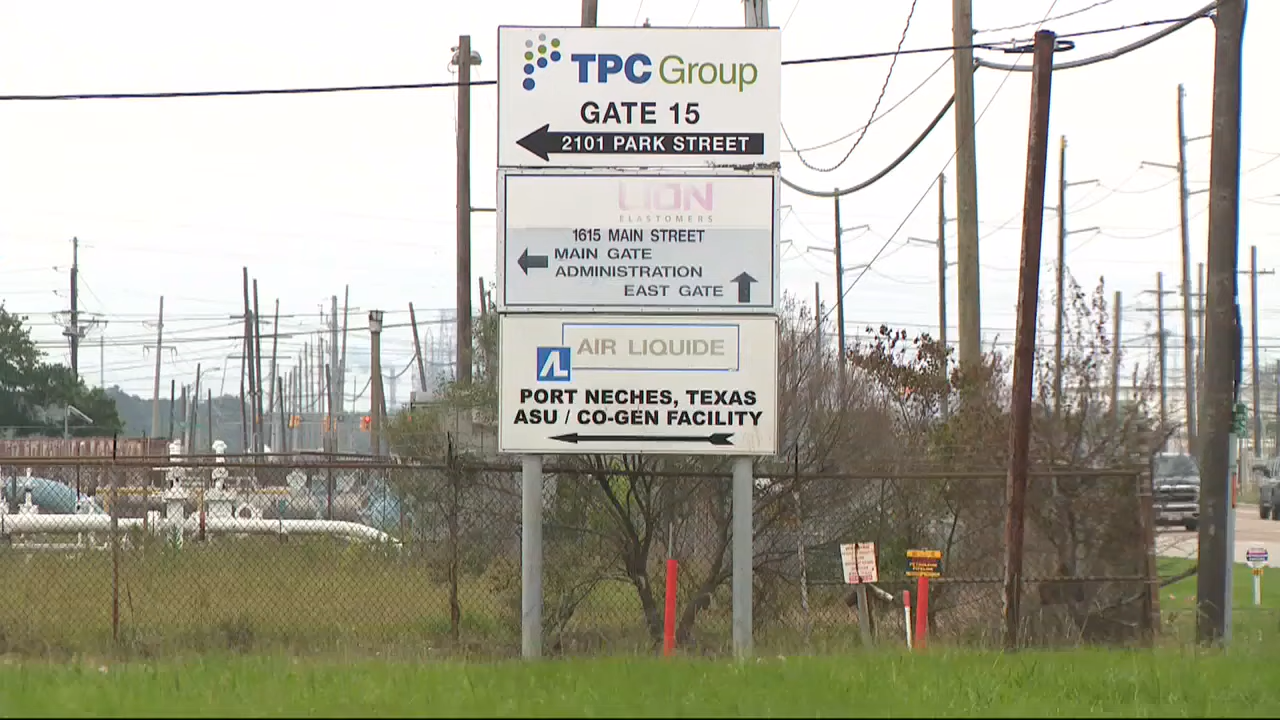 TPC Group
GATE 15
2101 PARK STREET
LION
ELASTOMERS
1615 MAIN STREET
MAIN GATE
ADMINISTRATION
EAST GATE
AL AIR LIQUIDE
PORT NECHES, TEXAS
ASU / CO-GEN FACILITY